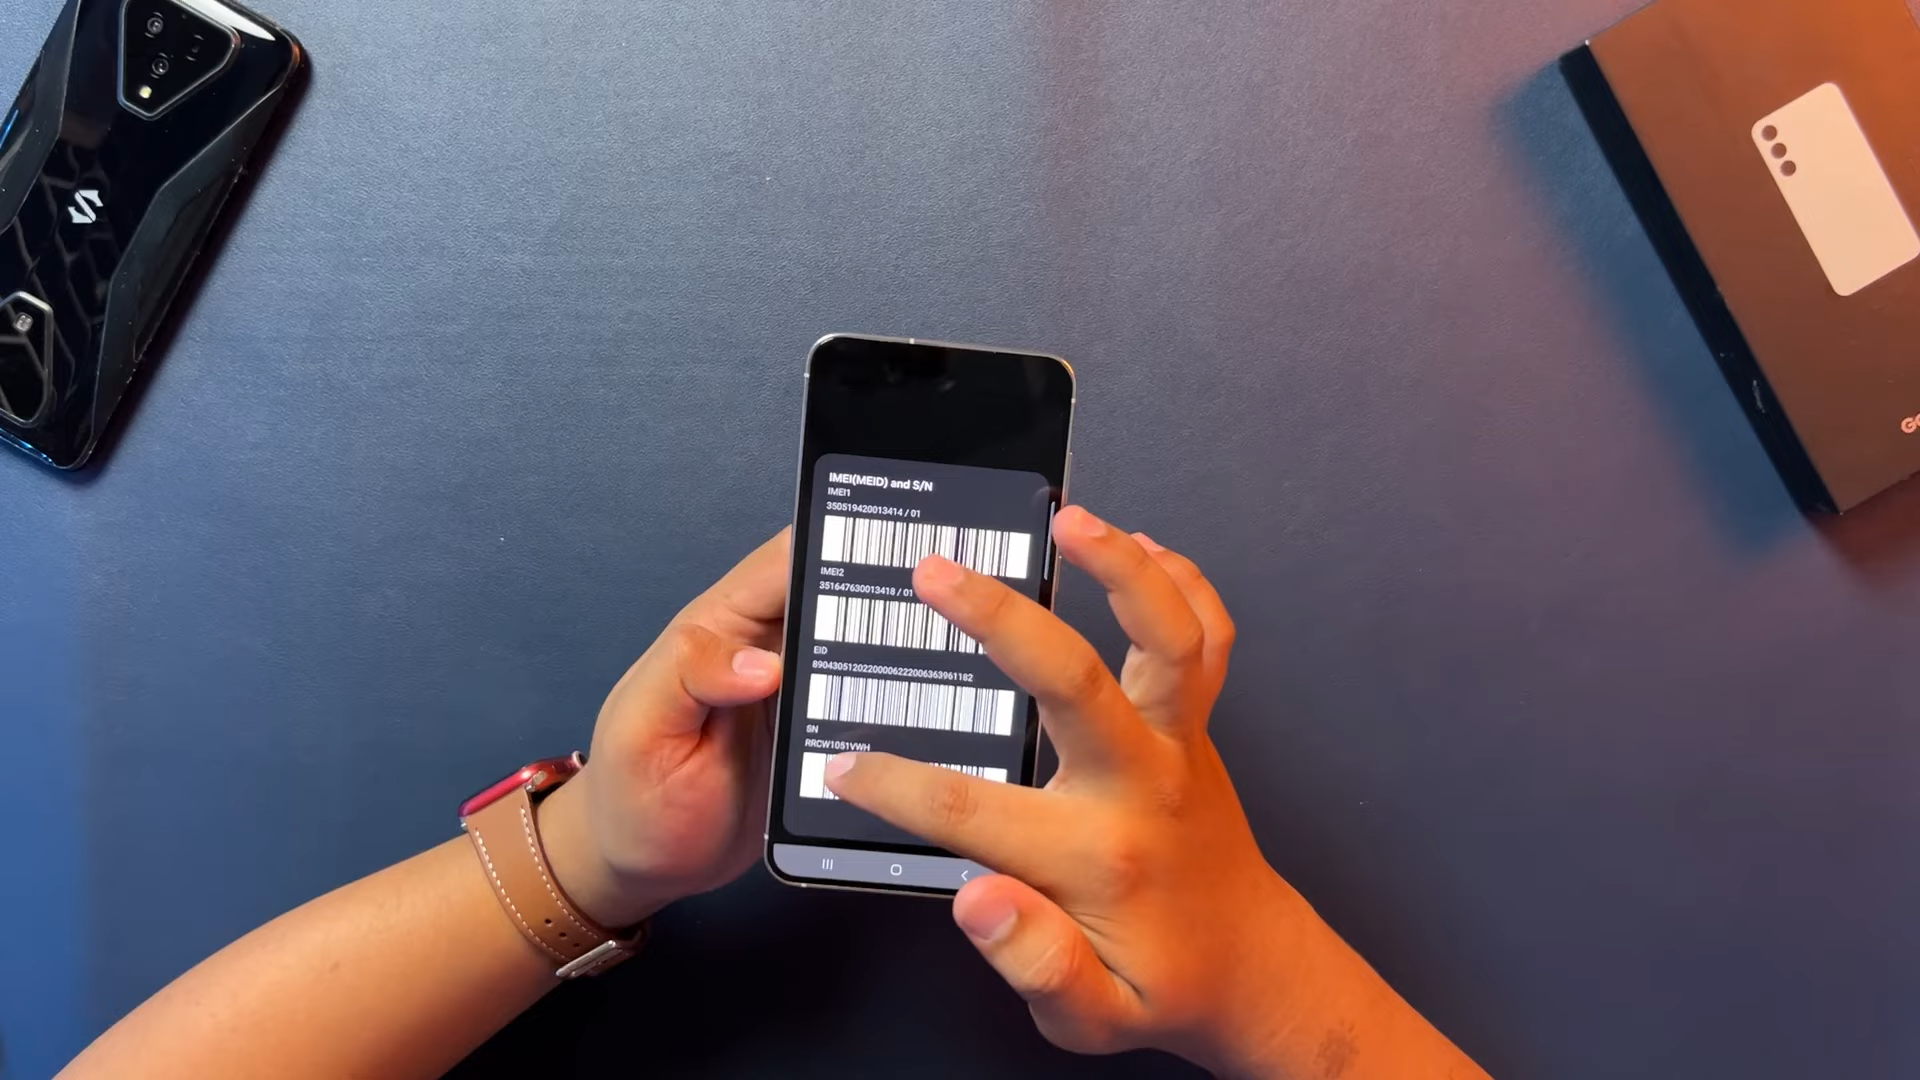 IMEI(MEID) and S/N
IMEI1
350519420013414 / 01
IMEI2
351647630013418 / 01
EID
89043051202200006222006363961182
SN
RRCW1051VWH